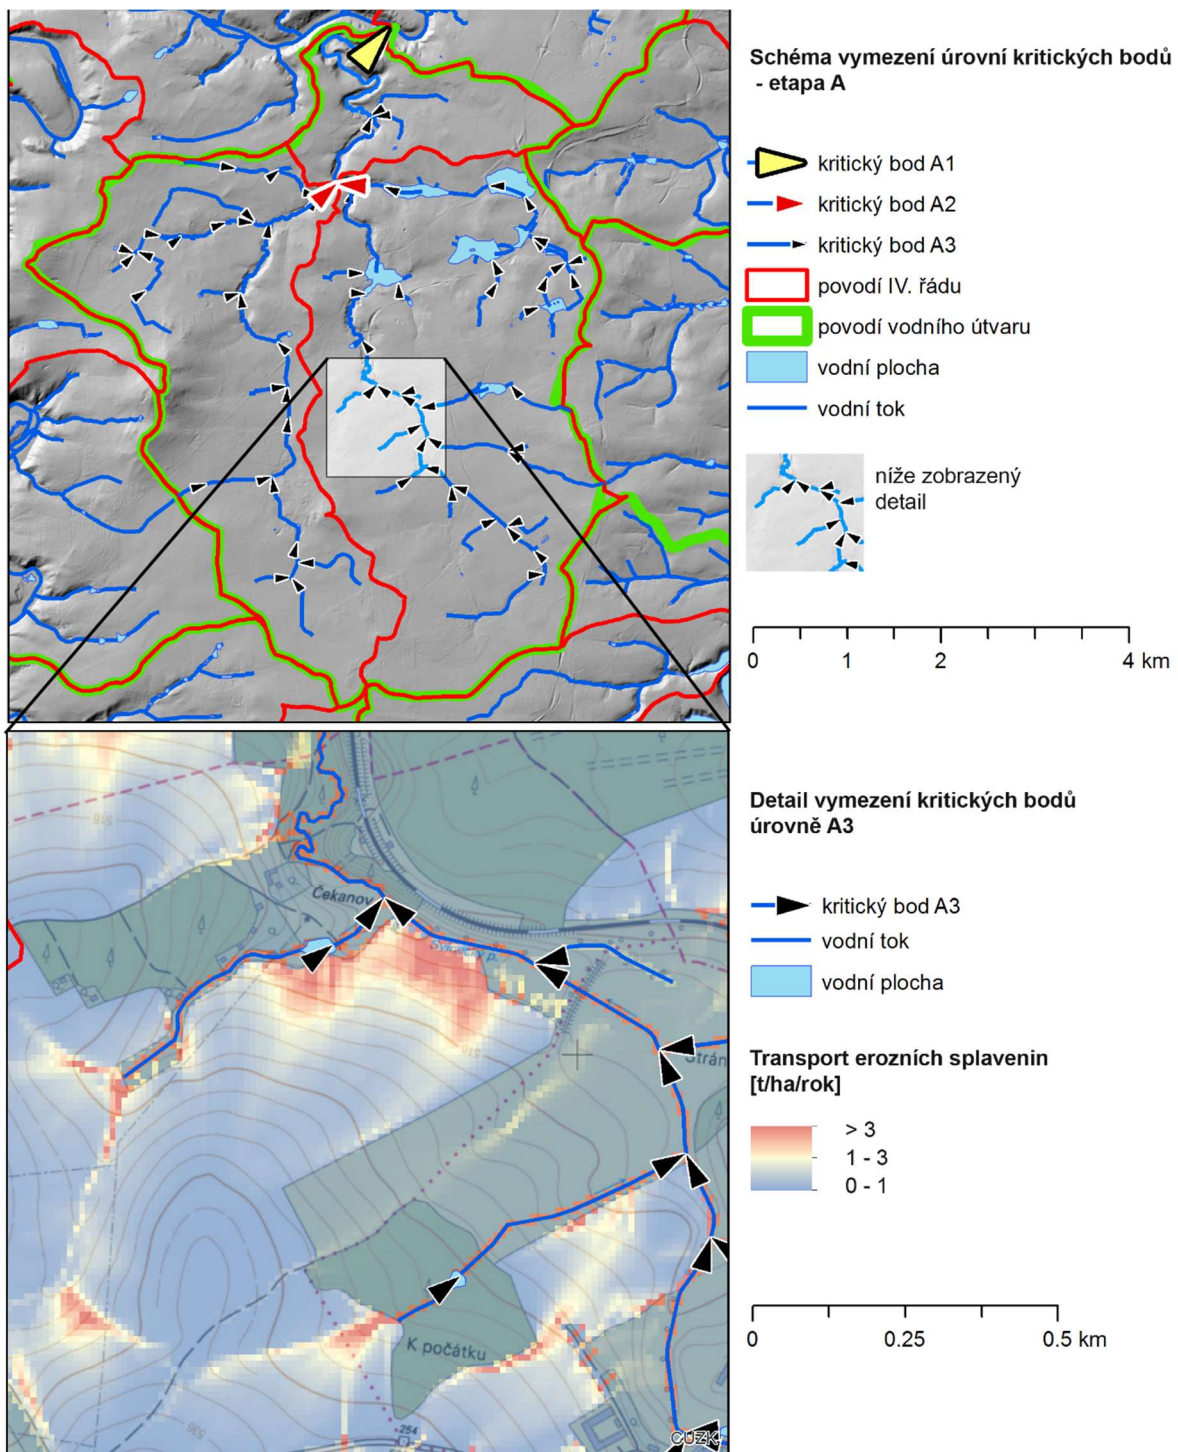 Schéma vymezení úrovní kritických bodů
- etapa A
kritický bod A1
kritický bod A2
kritický bod A3
povodí IV. řádu
povodí vodního útvaru
vodní plocha
vodní tok
níže zobrazený
detail
0 1 2 4 km
Detail vymezení kritických bodů
úrovně A3
kritický bod A3
vodní tok
vodní plocha
Transport erozních splavenin
[t/ha/rok]
> 3
1 - 3
0 - 1
0 0.25 0.5 km
Čekanov
Strán
K počátku
254
ČÚZK